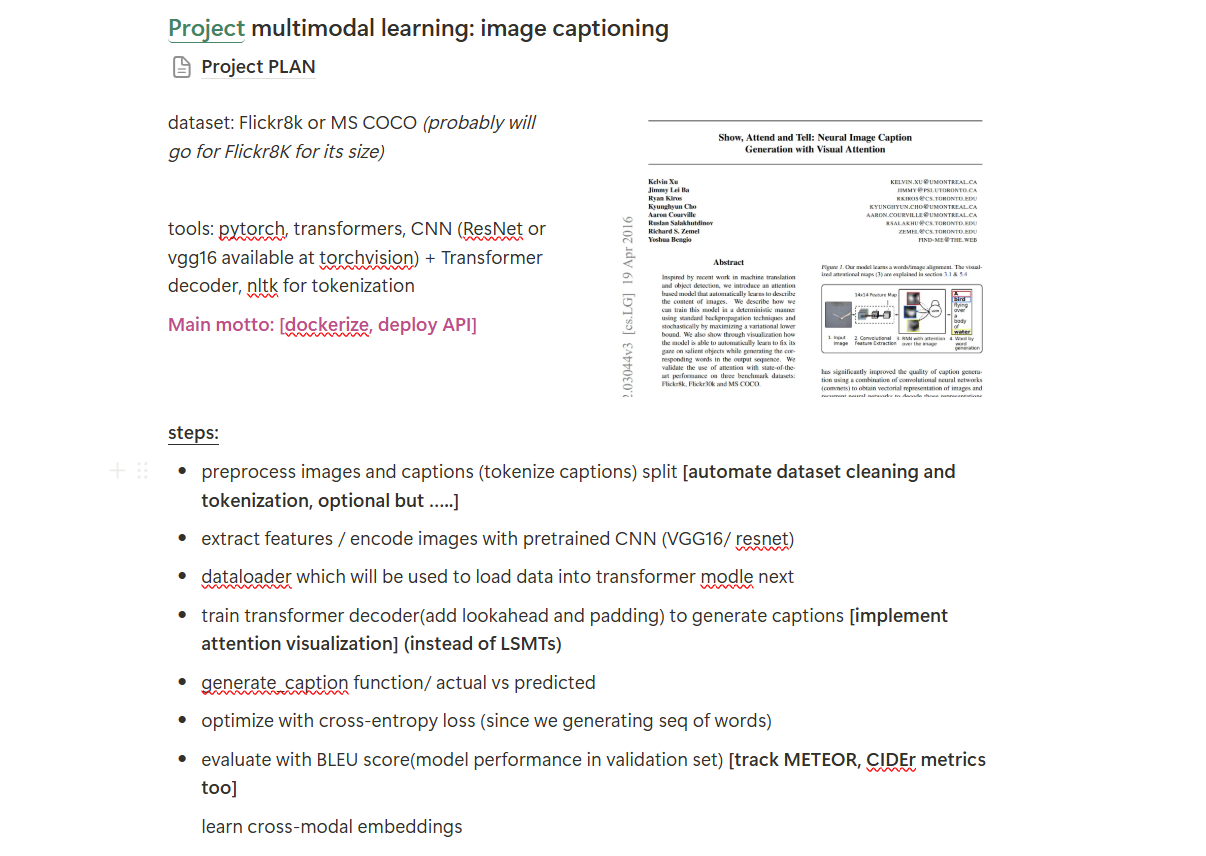 Project multimodal learning: image captioning
Project PLAN
dataset: Flickr8k or MS COCO (probably will
go for Flickr8K for its size)
tools: pytorch, transformers, CNN (ResNet or
vgg16 available at torchvision) + Transformer
decoder, nltk for tokenization
Main motto: [dockerize, deploy API]
Show, Attend and Tell: Neural Image Caption
Generation with Visual Attention
Kelvin Xu
Jimmy Lei Ba
Ryan Kiros
Kyunghyun Cho
Aaron Courville
Ruslan Salakhutdinov
Richard S. Zemel
Yoshua Bengio
KELVIN.XU@UMONTREAL.CA
JIMMY@PSI.UTORONTO.CA
RKIROS@CS.TORONTO.EDU
KYUNGHYUN.CHO@UMONTREAL.CA
AARON.COURVILLE@UMONTREAL.CA
RSALAKHU@CS.TORONTO.EDU
ZEMEL@CS.TORONTO.EDU
FIND-ME@THE.WEB
2.03044v3 [cs.LG] 19 Apr 2016
Abstract
Inspired by recent work in machine translation
and object detection, we introduce an attention
based model that automatically learns to describe
the content of images. We describe how we
can train this model in a deterministic manner
using standard backpropagation techniques and
stochastically by maximizing a variational lower
bound. We also show through visualization how
the model is able to automatically learn to fix its
gaze on salient objects while generating the cor-
responding words in the output sequence. We
validate the use of attention with state-of-the-
art performance on three benchmark datasets:
Flickr8k, Flickr30k and MS COCO.
Figure 1. Our model learns a words/image alignment. The visual-
ized attentional maps (3) are explained in section 3.1 & 5.4
14x14 Feature Map
LSTM
A
bird
flying
over
a
body
of
water
1. Input
Image
2. Convolutional
Feature Extraction
3. RNN with attention
over the image
4. Word by
word
generation
has significantly improved the quality of caption genera-
tion using a combination of convolutional neural networks
(convnets) to obtain vectorial representation of images and
recurrent neural networks to decode those representations
steps:
preprocess images and captions (tokenize captions) split [automate dataset cleaning and
tokenization, optional but .....]
extract features / encode images with pretrained CNN (VGG16/ resnet)
dataloader which will be used to load data into transformer modle next
train transformer decoder(add lookahead and padding) to generate captions [implement
attention visualization] (instead of LSMTs)
generate_caption function/ actual vs predicted
optimize with cross-entropy loss (since we generating seq of words)
evaluate with BLEU score(model performance in validation set) [track METEOR, CIDEr metrics
too]
learn cross-modal embeddings